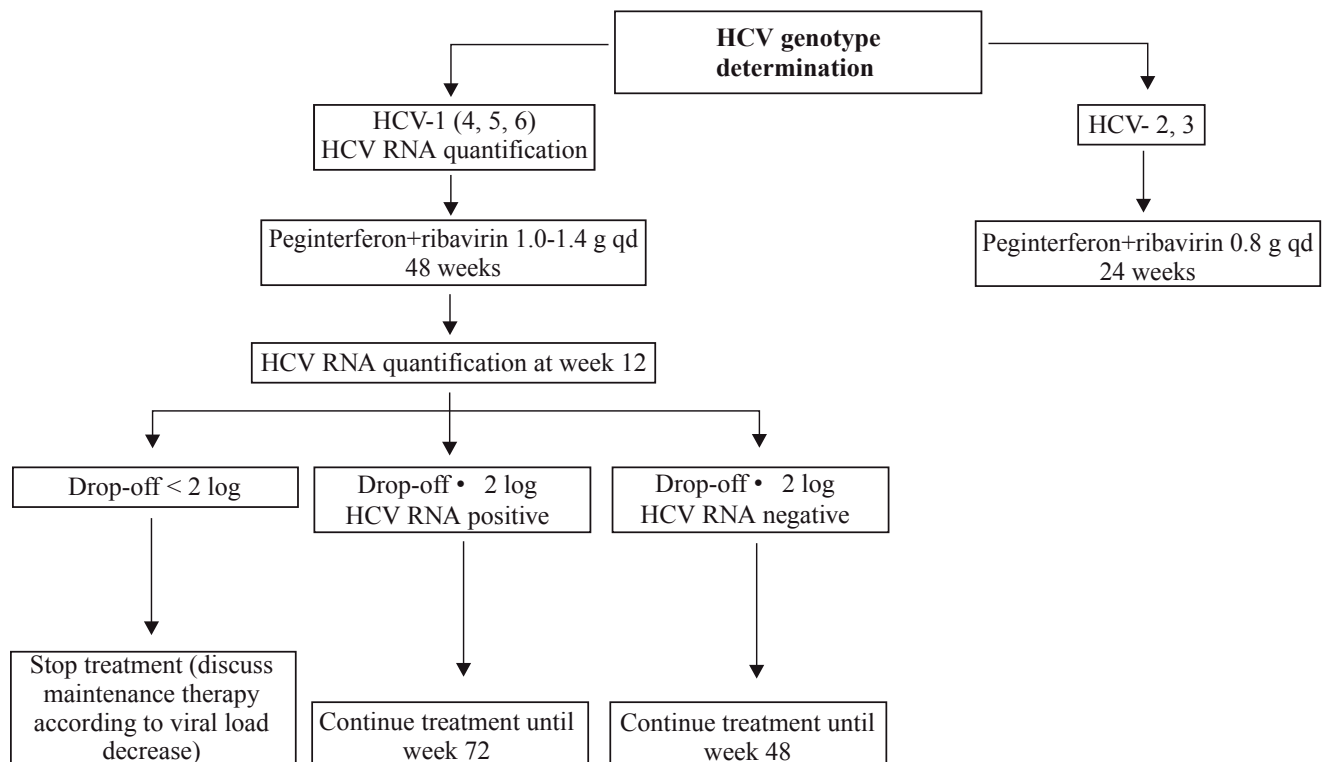 HCV genotype
determination
HCV-1 (4, 5, 6)
HCV RNA quantification
HCV- 2, 3
Peginterferon+ribavirin 1.0-1.4 g qd
48 weeks
Peginterferon+ribavirin 0.8 g qd
24 weeks
HCV RNA quantification at week 12
Drop-off < 2 log
Drop-off • 2 log
HCV RNA positive
Drop-off • 2 log
HCV RNA negative
Stop treatment (discuss
maintenance therapy
according to viral load
decrease)
Continue treatment until
week 72
Continue treatment until
week 48